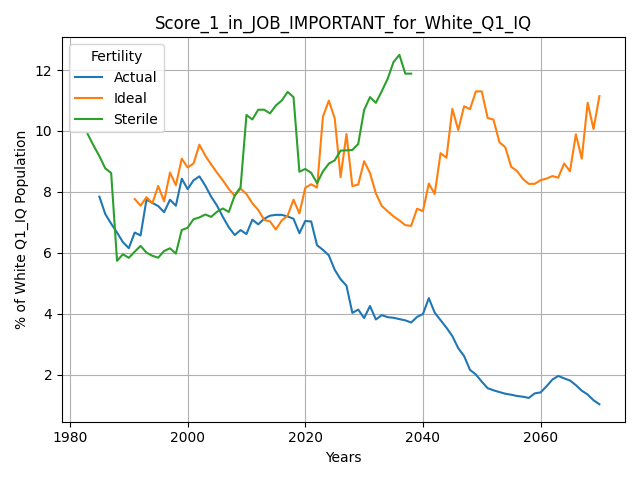 Score_1_in_JOB_IMPORTANT_for_White_Q1_IQ
Fertility
Actual
Ideal
Sterile
% of White Q1_IQ Population
12
10
8
6
4
2
1980
2000
2020
2040
2060
Years